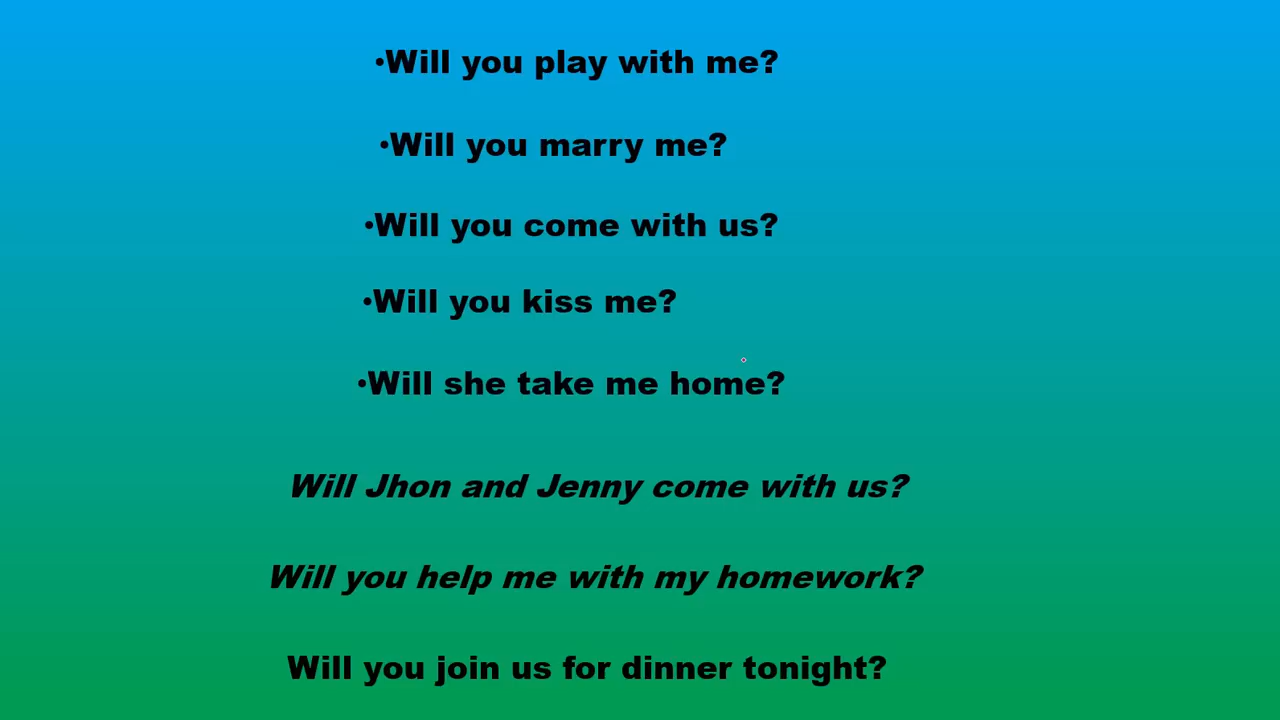 •Will you play with me?
•Will you marry me?
•Will you come with us?
•Will you kiss me?
•Will she take me home?
Will Jhon and Jenny come with us?
Will you help me with my homework?
Will you join us for dinner tonight?